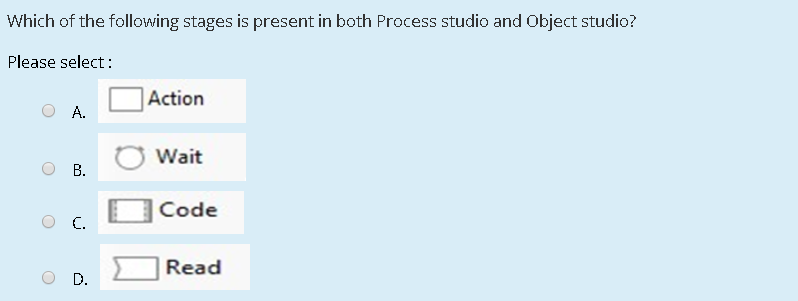 Which of the following stages is present in both Process studio and Object studio?
Please select:
A. Action
B. Wait
C. Code
D. Read